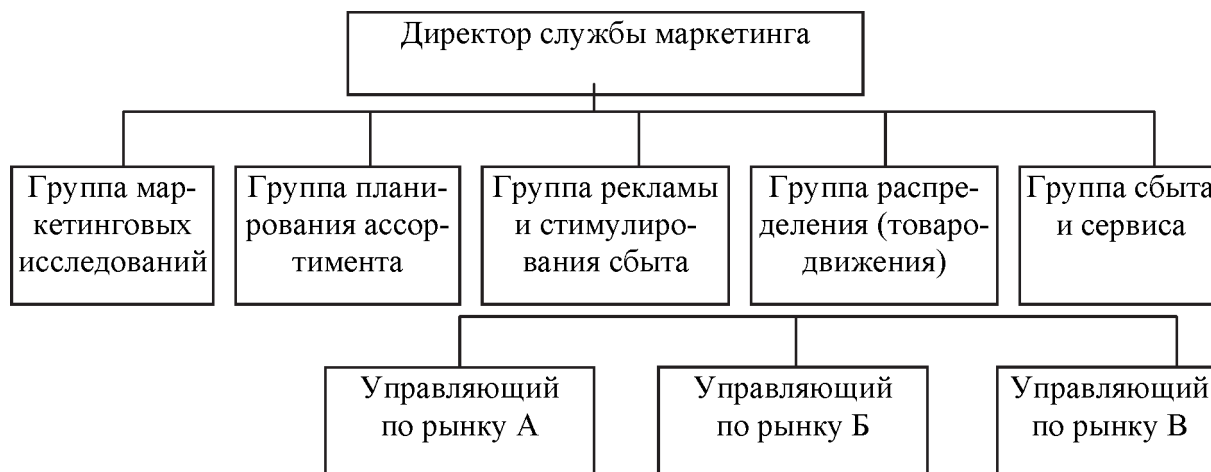 Директор службы маркетинга
Группа мар-
кетинговых
исследований
Группа плани-
рования ассор-
тимента
Группа рекламы
и стимулиро-
вания сбыта
Группа распре-
деления (товаро-
движения)
Группа сбыта
и сервиса
Управляющий
по рынку А
Управляющий
по рынку Б
Управляющий
по рынку В